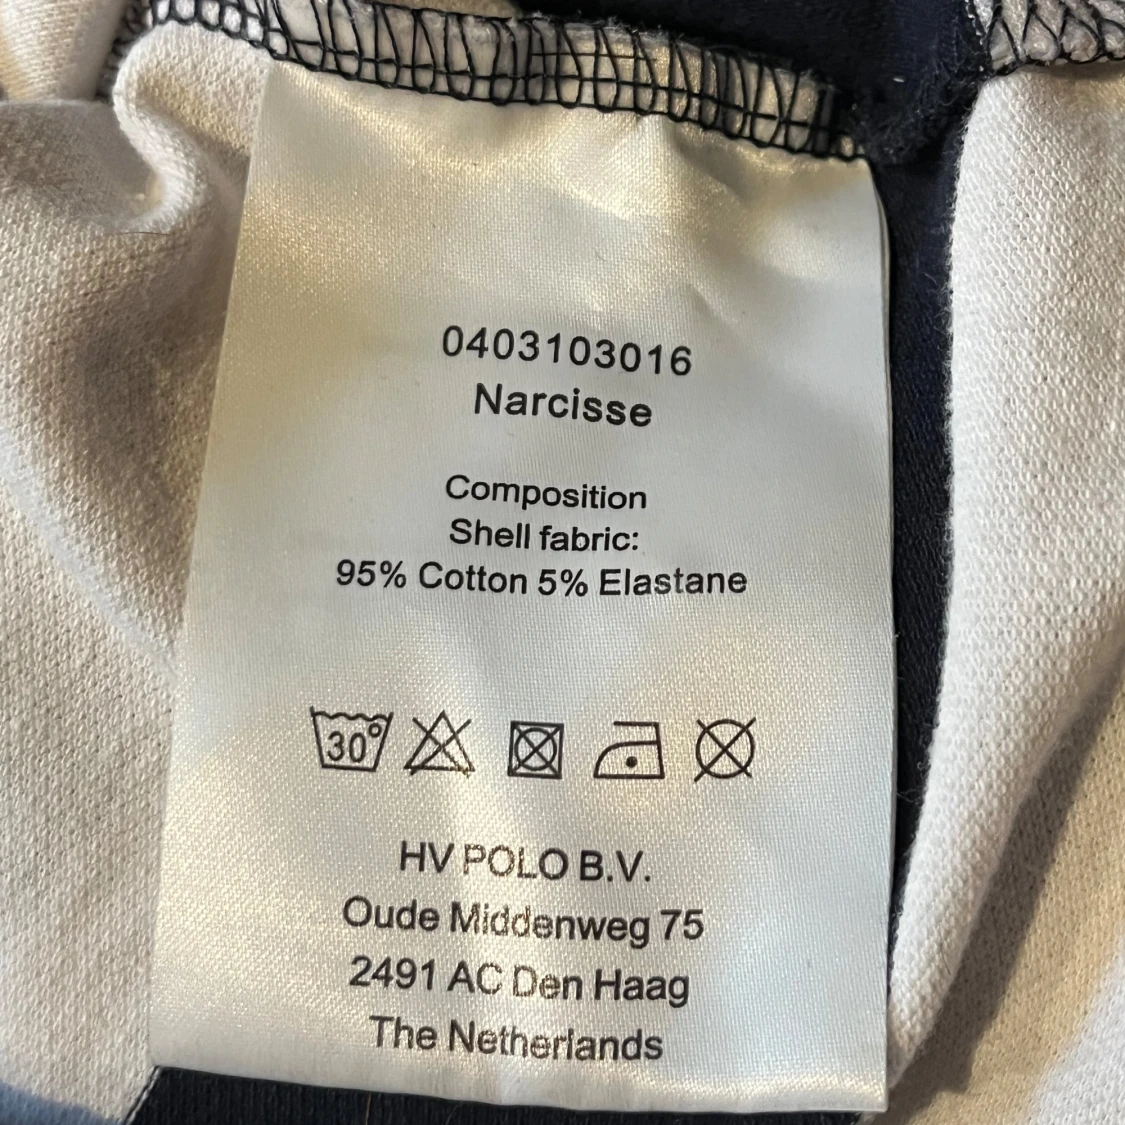 0403103016
Narcisse
Composition
Shell fabric:
95% Cotton 5% Elastane
30°
HV POLO B.V.
Oude Middenweg 75
2491 AC Den Haag
The Netherlands